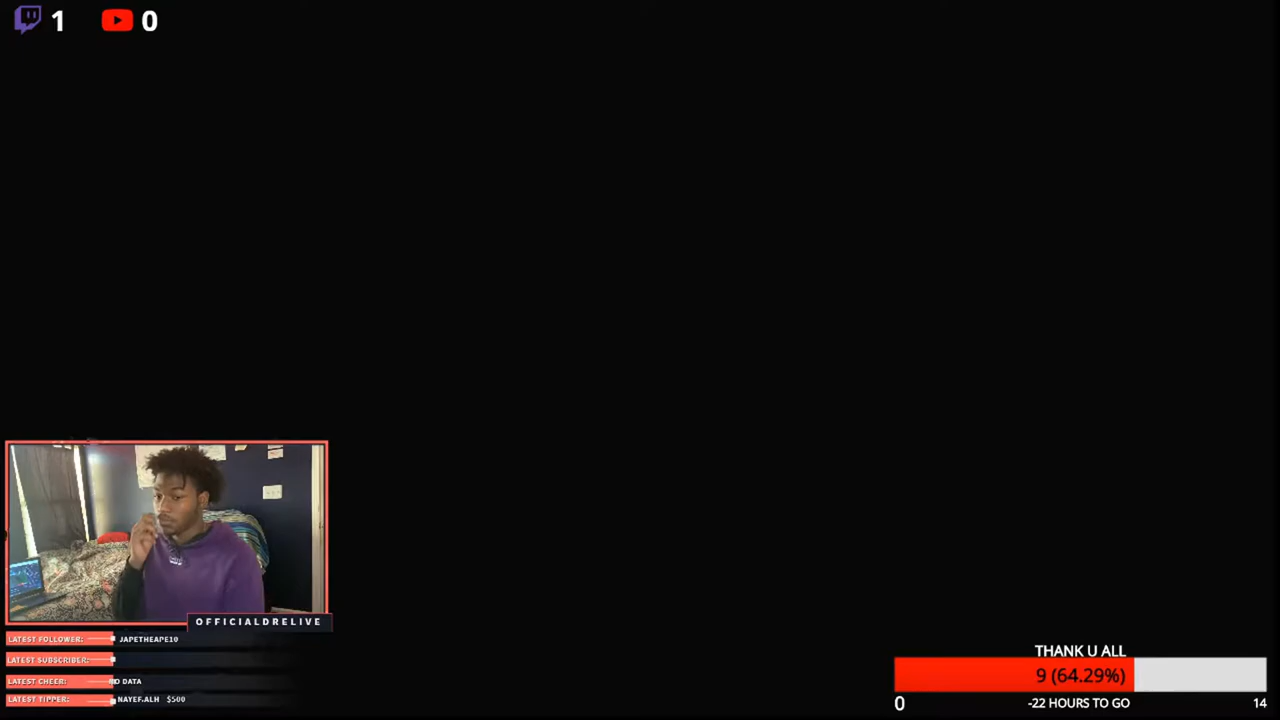 1 0
OFFICIALDRELIVE
LATEST FOLLOWER: JAPETHEAPE10
LATEST SUBSCRIBER:
LATEST CHEER: O DATA
LATEST TIPPER: NAYEF.ALH $500
THANK U ALL
9 (64.29%)
0 -22 HOURS TO GO 14